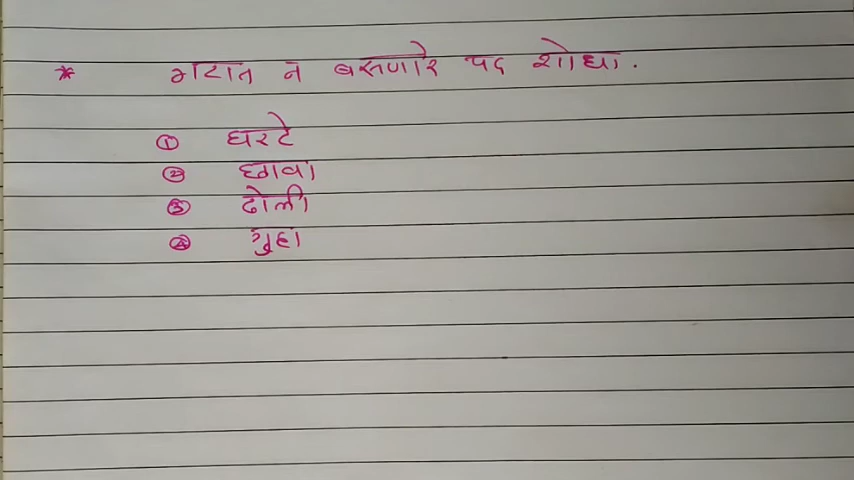 * गटात न बसणारे पद शोधा.
① घरटे
② छावा
③ ढोली
④ गुहा